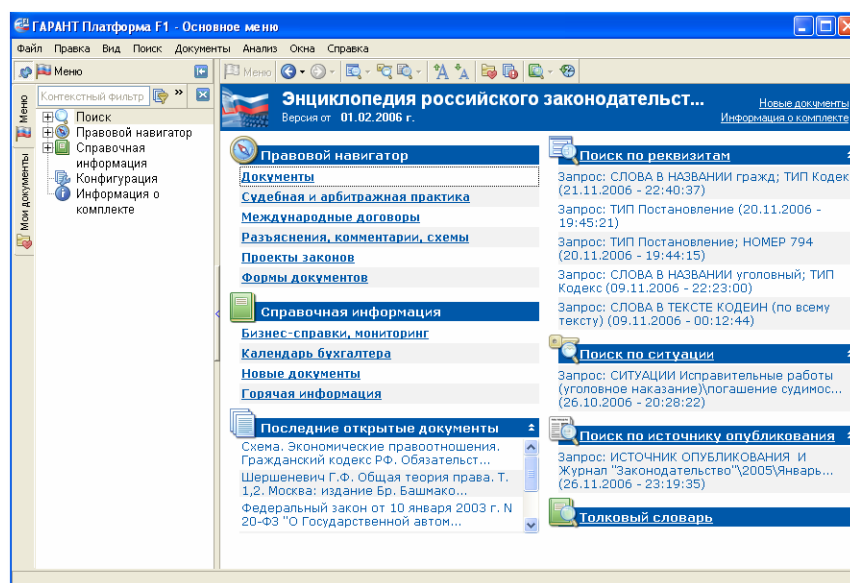 ГАРАНТ Платформа F1 - Основное меню
Файл Правка Вид Поиск Документы Анализ Окна Справка
Меню
Меню
Контекстный фильтр
Меню
Мои документы
Поиск
Правовой навигатор
Справочная
информация
Конфигурация
Информация о
комплекте
Энциклопедия российского законодательст...
Версия от 01.02.2006 г.
Новые документы
Информация о комплекте
Правовой навигатор
Документы
Судебная и арбитражная практика
Международные договоры
Разъяснения, комментарии, схемы
Проекты законов
Формы документов
Справочная информация
Бизнес-справки, мониторинг
Календарь бухгалтера
Новые документы
Горячая информация
Последние открытые документы
Схема. Экономические правоотношения.
Гражданский кодекс РФ. Обязательст...
Шершеневич Г.Ф. Общая теория права. Т.
1,2. Москва: издание Бр. Башмако...
Федеральный закон от 10 января 2003 г. N
20-ФЗ "О Государственной автом...
Поиск по реквизитам
Запрос: СЛОВА В НАЗВАНИИ гражд; ТИП Кодек
(21.11.2006 - 22:40:37)
Запрос: ТИП Постановление (20.11.2006 -
19:45:21)
Запрос: ТИП Постановление; НОМЕР 794
(20.11.2006 - 19:44:15)
Запрос: СЛОВА В НАЗВАНИИ уголовный; ТИП
Кодекс (09.11.2006 - 22:23:00)
Запрос: СЛОВА В ТЕКСТЕ КОДЕИН (по всему
тексту) (09.11.2006 - 00:12:44)
Поиск по ситуации
Запрос: СИТУАЦИИ Исправительные работы
(уголовное наказание)\погашение судимос...
(26.10.2006 - 20:28:22)
Поиск по источнику опубликования
Запрос: ИСТОЧНИК ОПУБЛИКОВАНИЯ И
Журнал "Законодательство"\2005\Январь...
(26.11.2006 - 23:19:35)
Толковый словарь